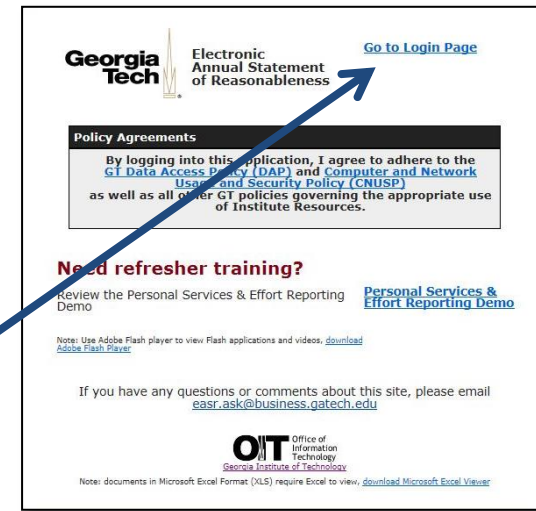 Georgia
Tech
Electronic
Annual Statement
of Reasonableness
Go to Login Page
Policy Agreements
By logging into this application, I agree to adhere to the
GT Data Access Policy (DAP) and Computer and Network
Usage and Security Policy (CNUSP)
as well as all other GT policies governing the appropriate use
of Institute Resources.
Need refresher training?
Review the Personal Services & Effort Reporting
Demo
Personal Services &
Effort Reporting Demo
Note: Use Adobe Flash player to view Flash applications and videos, download
Adobe Flash Player
If you have any questions or comments about this site, please email
easr.ask@business.gatech.edu
OIT
Office of
Information
Technology
Georgia Institute of Technology
Note: documents in Microsoft Excel Format (XLS) require Excel to view, download Microsoft Excel Viewer